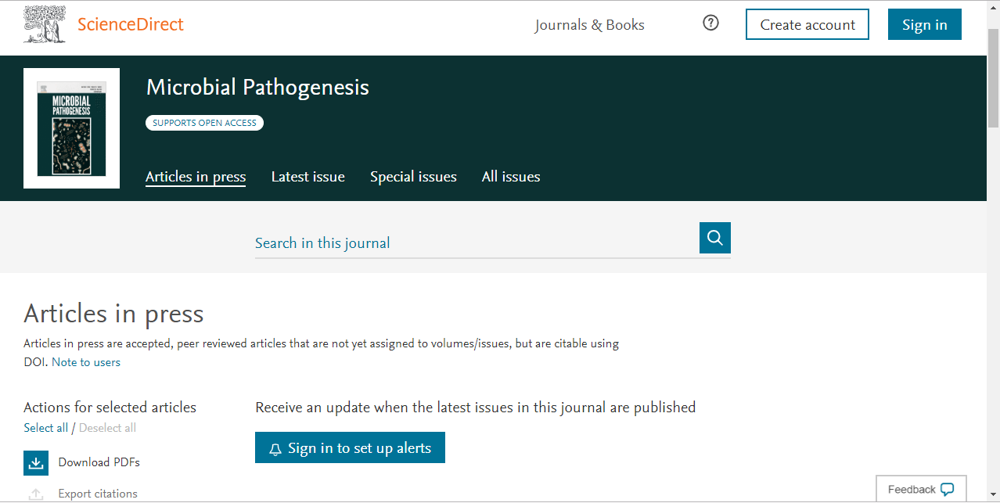 ScienceDirect
Journals & Books
Create account
Sign in
MICROBIAL
PATHOGENESIS
Microbial Pathogenesis
SUPPORTS OPEN ACCESS
Articles in press
Latest issue
Special issues
All issues
Search in this journal
Articles in press
Articles in press are accepted, peer reviewed articles that are not yet assigned to volumes/issues, but are citable using
DOI. Note to users
Actions for selected articles
Select all / Deselect all
Download PDFs
Export citations
Receive an update when the latest issues in this journal are published
Sign in to set up alerts
Feedback